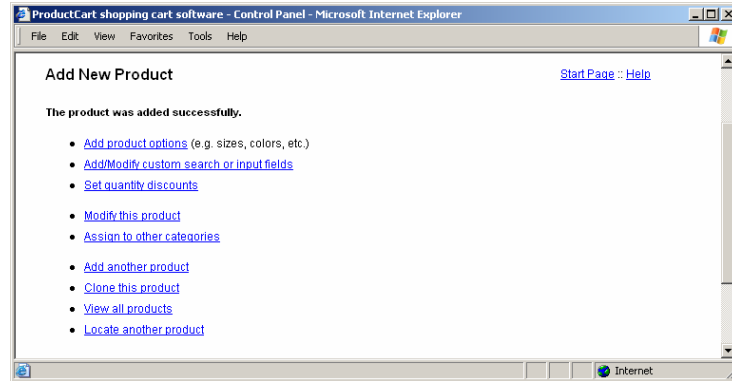 ProductCart shopping cart software - Control Panel - Microsoft Internet Explorer
File Edit View Favorites Tools Help
Add New Product
Start Page :: Help
The product was added successfully.
Add product options (e.g. sizes, colors, etc.)
Add/Modify custom search or input fields
Set quantity discounts
Modify this product
Assign to other categories
Add another product
Clone this product
View all products
Locate another product
Internet